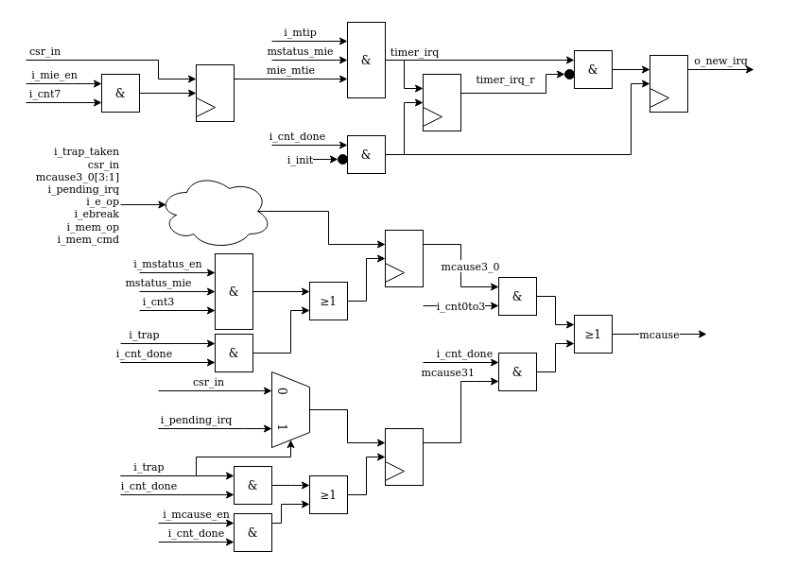 i_mtip
csr_in
mstatus_mie
&
timer_irq
o_new_irq
i_mie_en
mie_mtie
&
i_cnt7
&
timer_irq_r
i_cnt_done
i_init
&
i_trap_taken
csr_in
mcause3_0[3:1]
i_pending_irq
i_e_op
i_ebreak
i_mem_op
i_mem_cmd
i_mstatus_en
mstatus_mie
&
i_cnt3
≥1
mcause3_0
&
i_cnt0to3
i_trap
&
i_cnt_done
≥1
mcause
i_cnt_done
&
mcause31
csr_in
0
i_pending_irq
1
i_trap
&
i_cnt_done
≥1
i_mcause_en
&
i_cnt_done